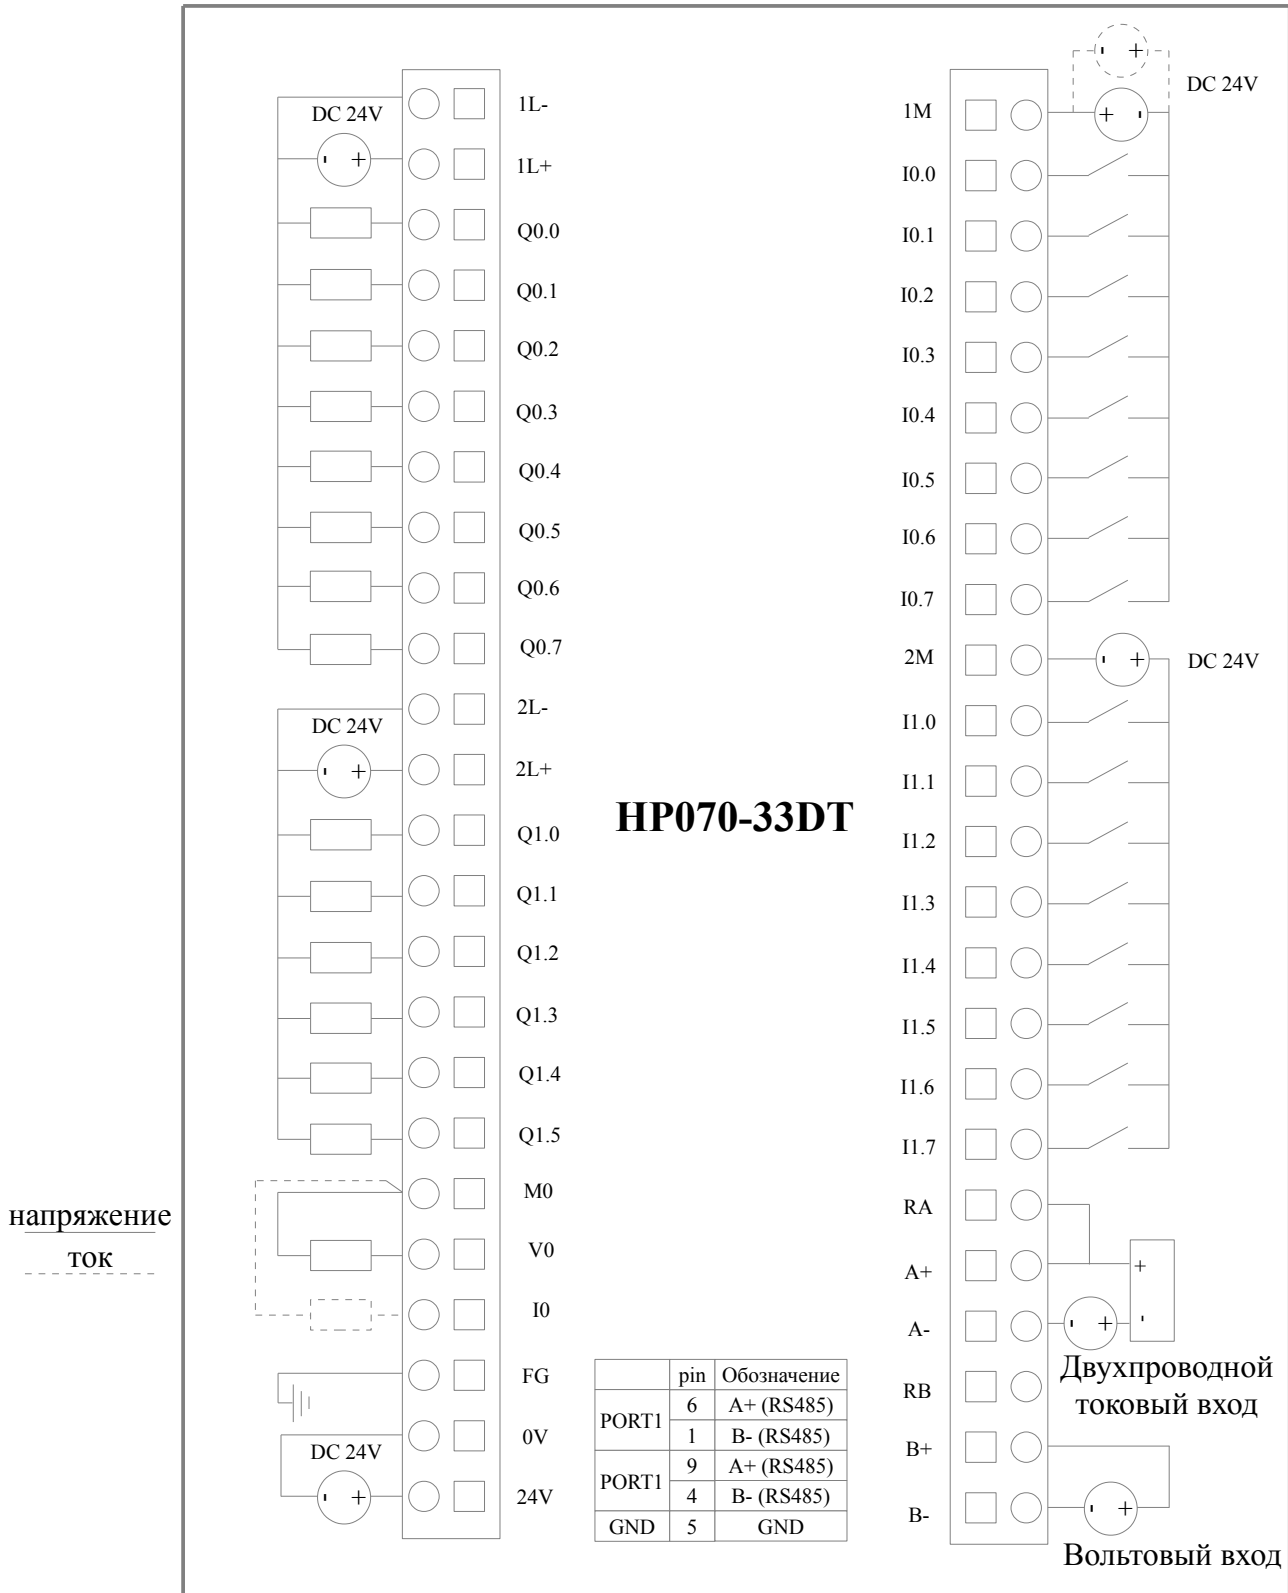 1L-
DC 24V
- +
1L+
Q0.0
Q0.1
Q0.2
Q0.3
Q0.4
Q0.5
Q0.6
Q0.7
2L-
DC 24V
- +
2L+
Q1.0
Q1.1
Q1.2
Q1.3
Q1.4
Q1.5
M0
V0
I0
FG
0V
DC 24V
- +
24V
напряжение
ток
HP070-33DT
pin Обозначение
PORT1 6 A+ (RS485)
1 B- (RS485)
PORT1 9 A+ (RS485)
4 B- (RS485)
GND 5 GND
- +
DC 24V
1M
+ -
I0.0
I0.1
I0.2
I0.3
I0.4
I0.5
I0.6
I0.7
2M
- +
DC 24V
I1.0
I1.1
I1.2
I1.3
I1.4
I1.5
I1.6
I1.7
RA
A+
+
A-
- +
-
Двухпроводной
токовый вход
RB
B+
B-
- +
Вольтовый вход